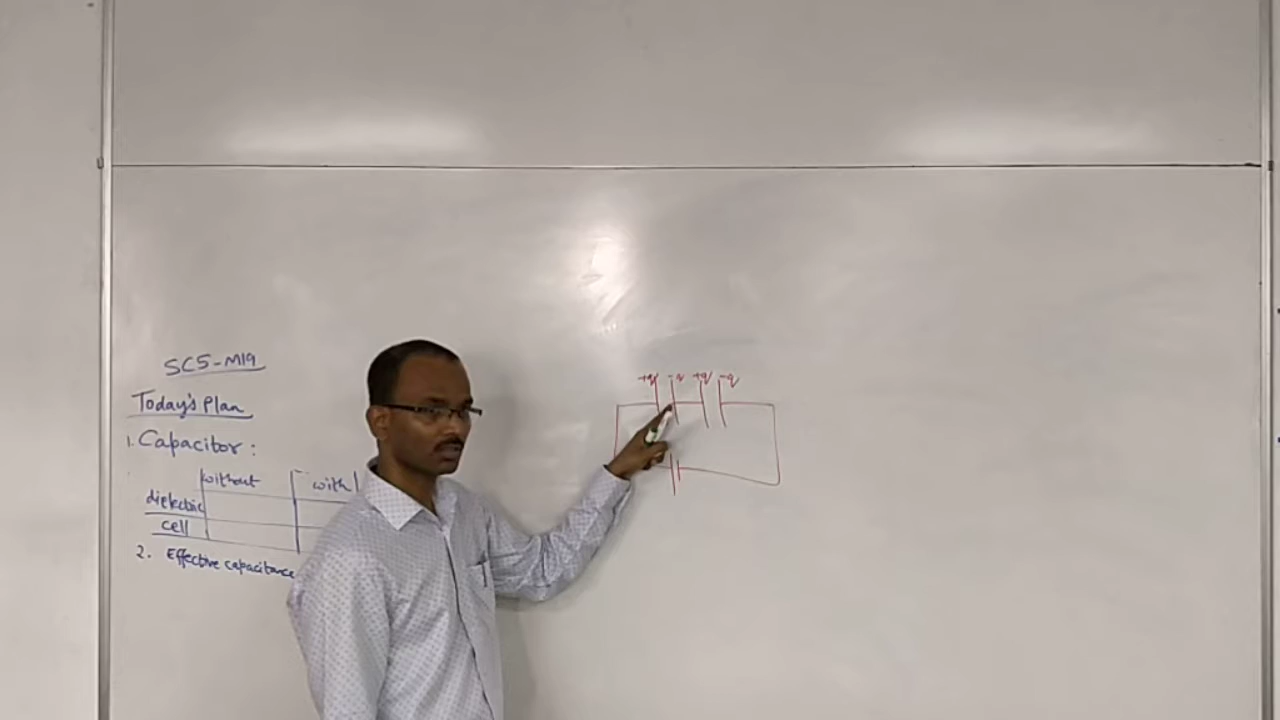 SC5-M19
Today's Plan
1. Capacitor :
without with
dielectric
cell
2. Effective capacitance
+q -q +q -q